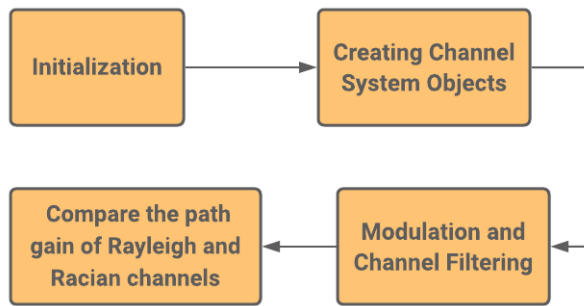 Initialization
Creating Channel
System Objects
Compare the path
gain of Rayleigh and
Racian channels
Modulation and
Channel Filtering